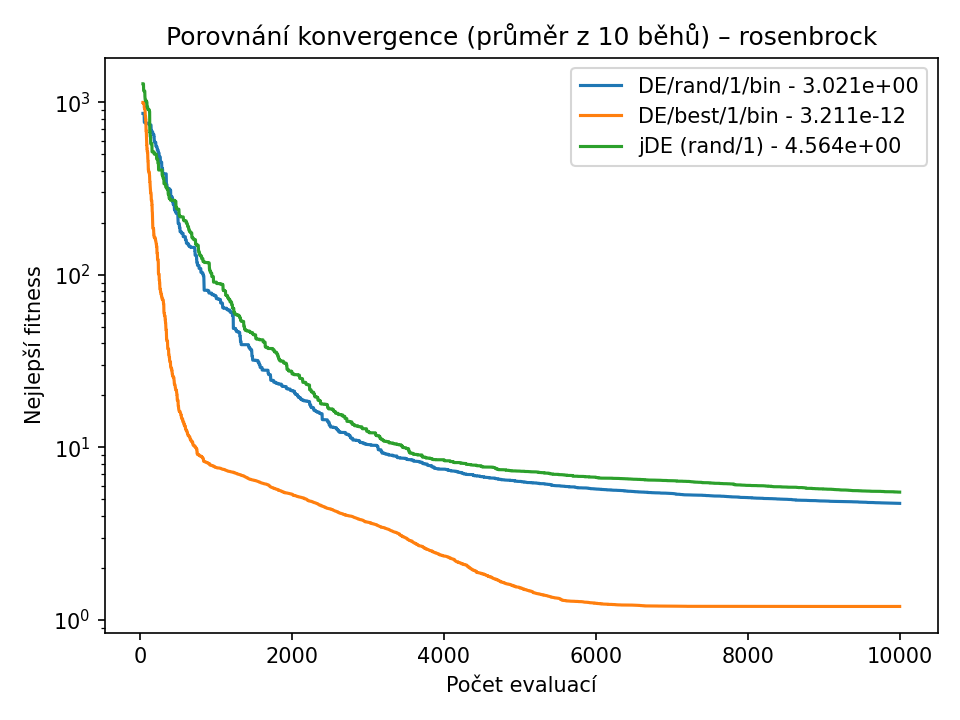 Porovnání konvergence (průměr z 10 běhů) – rosenbrock
DE/rand/1/bin - 3.021e+00
DE/best/1/bin - 3.211e-12
jDE (rand/1) - 4.564e+00
Nejlepší fitness
10³
10²
10¹
10⁰
0 2000 4000 6000 8000 10000
Počet evaluací